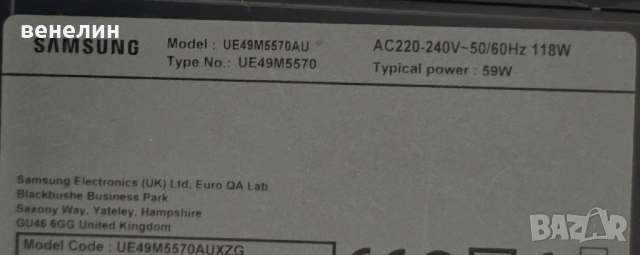 венелин
SAMSUNG
Model : UE49M5570AU
Type No.: UE49M5570
AC220-240V~50/60Hz 118W
Typical power : 59W
Samsung Electronics (UK) Ltd, Euro QA Lab
Blackbushe Business Park
Saxony Way, Yateley, Hampshire
GU46 6GG United Kingdom
Model Code : UE49M5570AUXZG
BAZAR